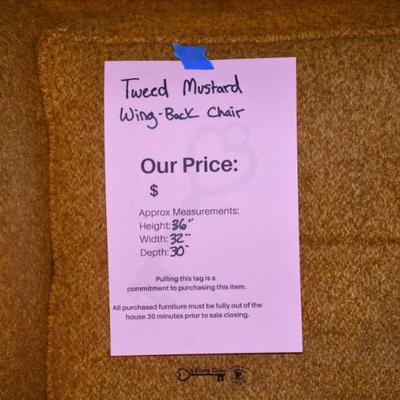 Tweed Mustard
Wing-Back Chair
Our Price:
$
Approx Measurements:
Height: 36"
Width: 32"
Depth: 30"
Pulling this tag is a
commitment to purchasing this item.
All purchased furniture must be fully out of the
house 30 minutes prior to sale closing.